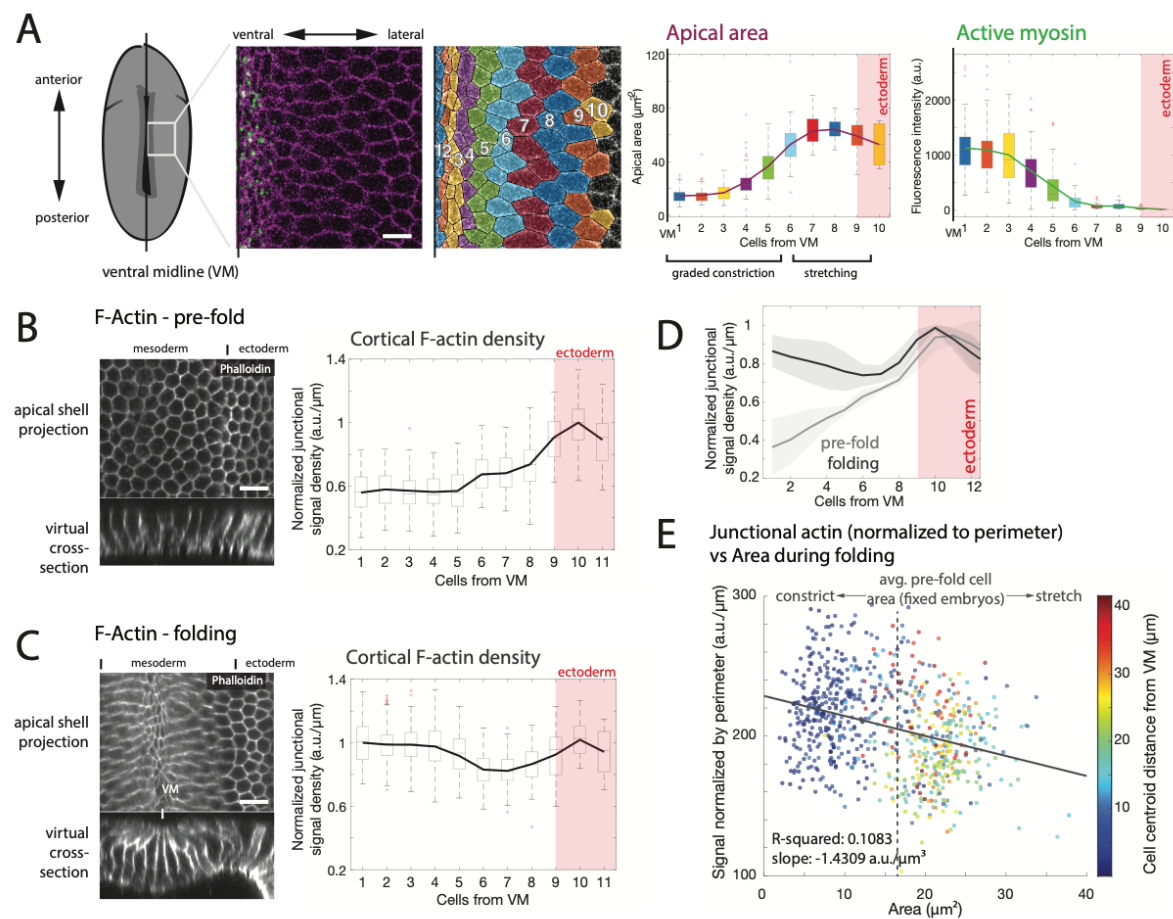 A
anterior
posterior
ventral midline (VM)
ventral lateral
1 2 3 4 5 6 7 8 9 10
Apical area
Apical area (μm²)
120
80
40
0
ectoderm
VM
1 2 3 4 5 6 7 8 9 10
Cells from VM
graded constriction
stretching
Active myosin
Fluorescence intensity (a.u.)
2000
1000
0
ectoderm
VM
1 2 3 4 5 6 7 8 9 10
Cells from VM
B
F-Actin - pre-fold
mesoderm ectoderm
Phalloidin
apical shell
projection
virtual
cross-
section
Cortical F-actin density
ectoderm
Normalized junctional
signal density (a.u./μm)
1.4
1
0.6
0.2
1 2 3 4 5 6 7 8 9 10 11
Cells from VM
C
F-Actin - folding
mesoderm ectoderm
Phalloidin
apical shell
projection
VM
virtual
cross-
section
Cortical F-actin density
ectoderm
Normalized junctional
signal density (a.u./μm)
1.4
1
0.6
0.2
1 2 3 4 5 6 7 8 9 10 11
Cells from VM
D
Normalized junctional
signal density (a.u./μm)
1
0.8
0.6
0.4
0.2
pre-fold
folding
ectoderm
2 4 6 8 10 12
Cells from VM
E
Junctional actin (normalized to perimeter)
vs Area during folding
avg. pre-fold cell
constrict area (fixed embryos) stretch
Signal normalized by perimeter (a.u./μm)
300
200
100
R-squared: 0.1083
slope: -1.4309 a.u./μm³
0 10 20 30 40
Area (μm²)
40
30
20
10
Cell centroid distance from VM (μm)